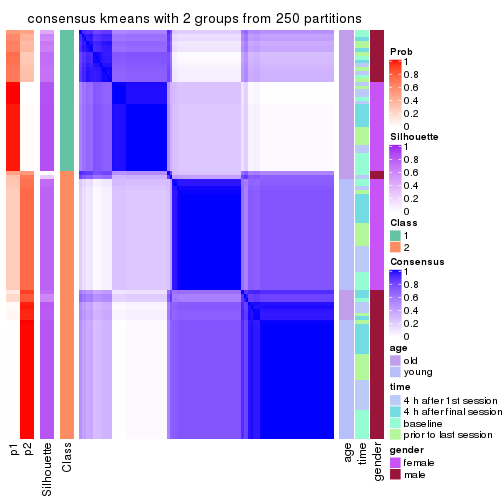 consensus kmeans with 2 groups from 250 partitions
Prob
1
0.8
0.6
0.4
0.2
0
Silhouette
1
0.8
0.6
0.4
0.2
0
Class
1
2
Consensus
1
0.8
0.6
0.4
0.2
0
age
old
young
time
4 h after 1st session
4 h after final session
baseline
prior to last session
gender
female
male
p1
p2
Silhouette
Class
age
time
gender